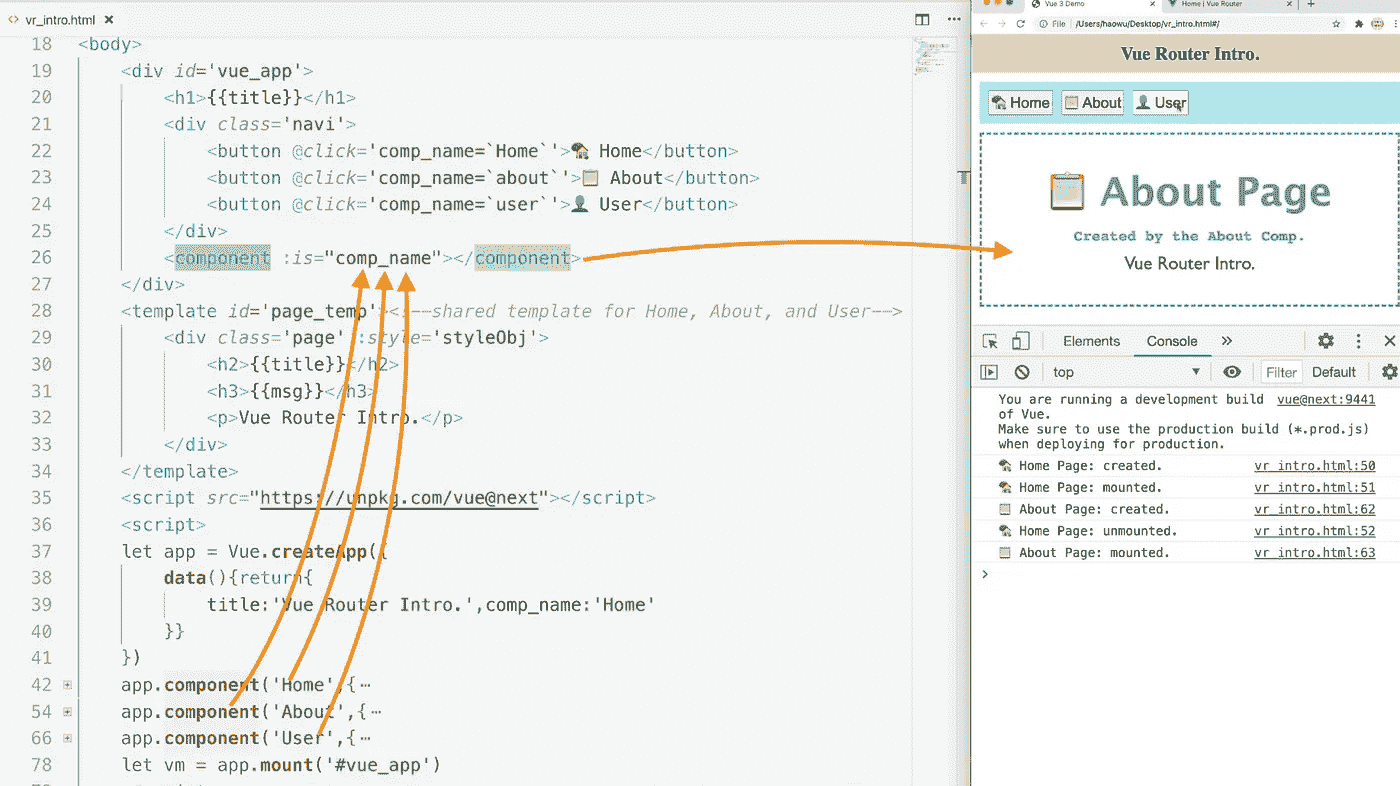 vr_intro.html
18 <body>
19 <div id='vue_app'>
20 <h1>{{title}}</h1>
21 <div class='navi'>
22 <button @click='comp_name=`Home`'>🏠 Home</button>
23 <button @click='comp_name=`about`'>📋 About</button>
24 <button @click='comp_name=`user`'>👤 User</button>
25 </div>
26 <component :is="comp_name"></component>
27 </div>
28 <template id='page_temp'><!--shared template for Home, About, and User-->
29 <div class='page' :style='styleObj'>
30 <h2>{{title}}</h2>
31 <h3>{{msg}}</h3>
32 <p>Vue Router Intro.</p>
33 </div>
34 </template>
35 <script src="https://unpkg.com/vue@next"></script>
36 <script>
37 let app = Vue.createApp({
38 data(){return{
39 title:'Vue Router Intro.',comp_name:'Home'
40 }}
41 })
42 app.component('Home',{…
54 app.component('About',{…
66 app.component('User',{…
78 let vm = app.mount('#vue_app')
Vue 3 Demo
Home | Vue Router
File /Users/haowu/Desktop/vr_intro.html#/
Vue Router Intro.
🏠 Home 📋 About 👤 User
📋 About Page
Created by the About Comp.
Vue Router Intro.
Elements Console »
top Filter Default
You are running a development build vue@next:9441
of Vue.
Make sure to use the production build (*.prod.js)
when deploying for production.
🏠 Home Page: created. vr_intro.html:50
🏠 Home Page: mounted. vr_intro.html:51
📋 About Page: created. vr_intro.html:62
🏠 Home Page: unmounted. vr_intro.html:52
📋 About Page: mounted. vr_intro.html:63